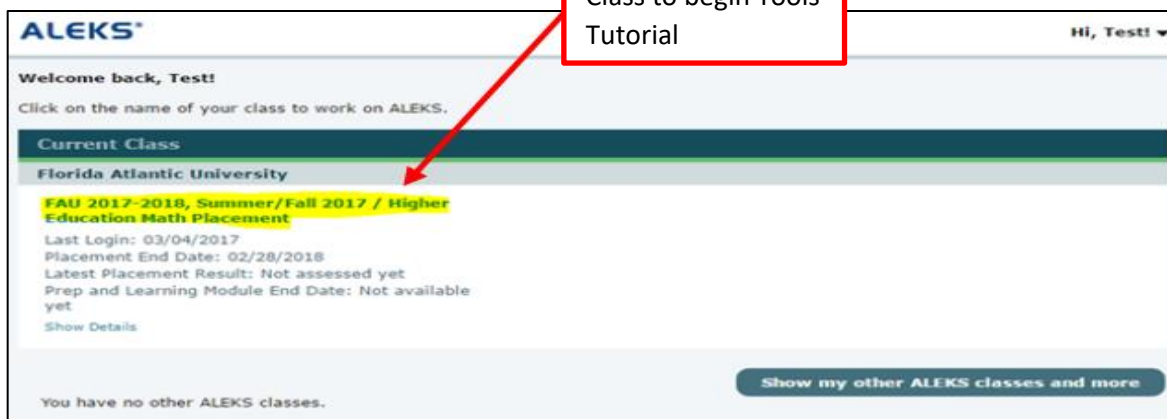 Class to begin Tools
Tutorial
ALEKS®
Hi, Test!
Welcome back, Test!
Click on the name of your class to work on ALEKS.
Current Class
Florida Atlantic University
FAU 2017-2018, Summer/Fall 2017 / Higher
Education Math Placement
Last Login: 03/04/2017
Placement End Date: 02/28/2018
Latest Placement Result: Not assessed yet
Prep and Learning Module End Date: Not available
yet
Show Details
Show my other ALEKS classes and more
You have no other ALEKS classes.